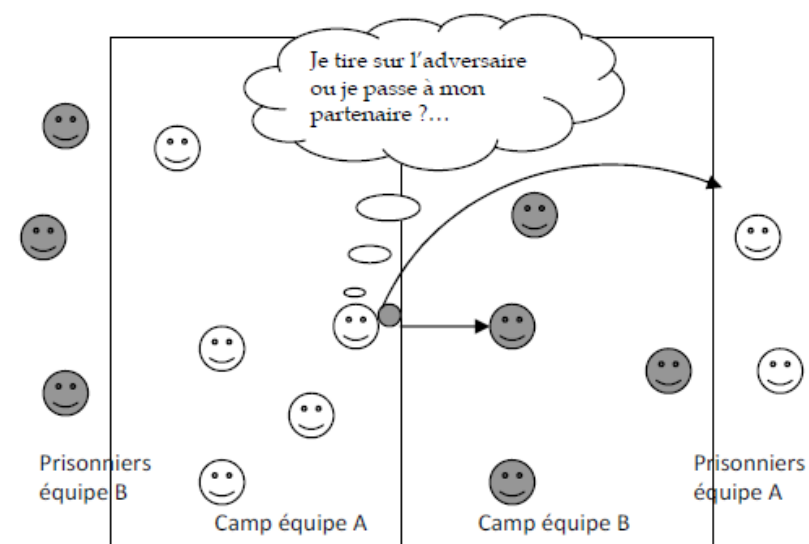 Je tire sur l'adversaire
ou je passe à mon
partenaire ?...
Prisonniers
équipe B
Camp équipe A
Camp équipe B
Prisonniers
équipe A